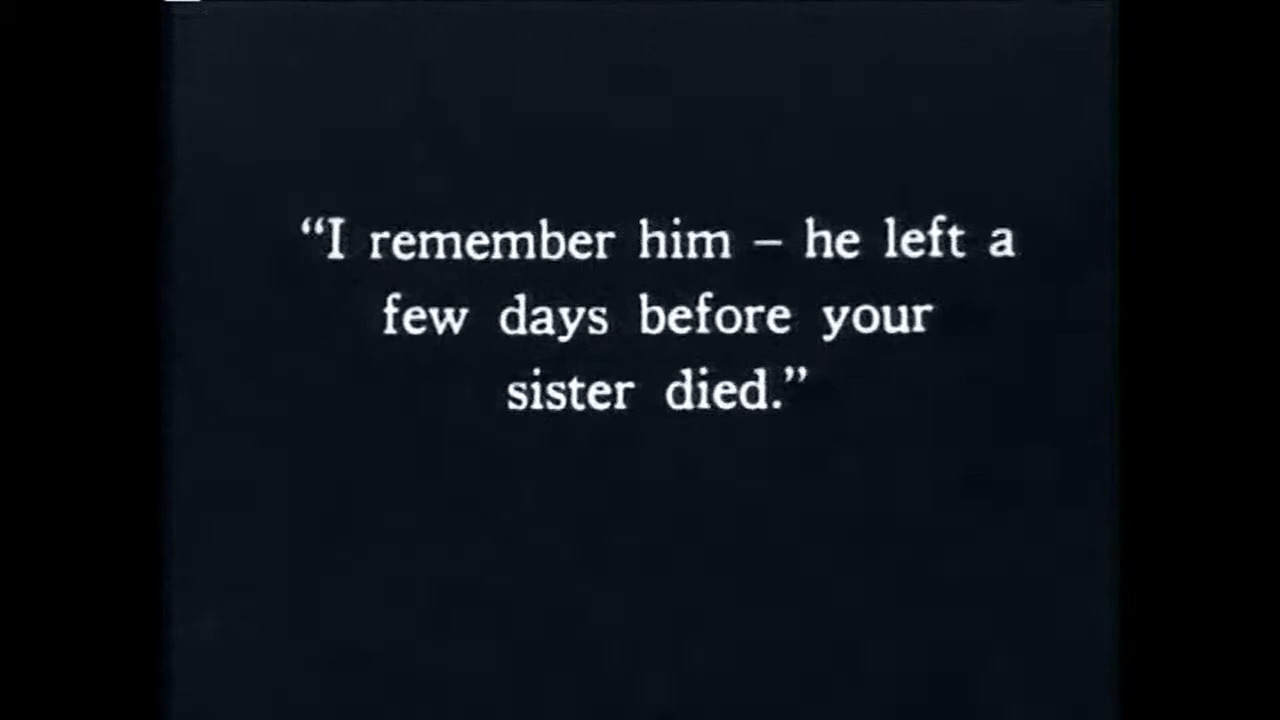 “I remember him – he left a
few days before your
sister died.”